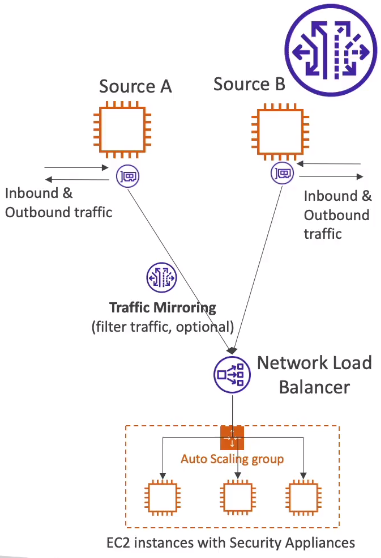 Source A
Source B
Inbound &
Outbound traffic
Inbound &
Outbound
traffic
Traffic Mirroring
(filter traffic, optional)
Network Load
Balancer
Auto Scaling group
EC2 instances with Security Appliances